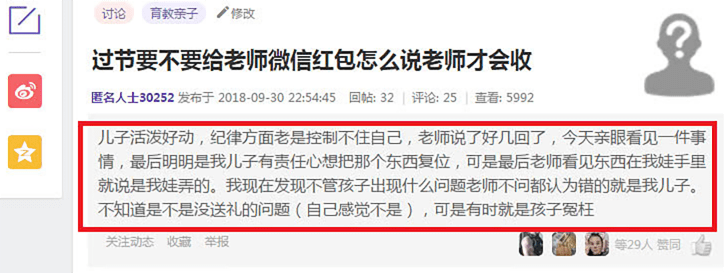 讨论 育教亲子 修改
过节要不要给老师微信红包怎么说老师才会收
匿名人士30252 发布于 2018-09-30 22:54:45 回帖: 32 | 评论: 25 | 查看: 5992
儿子活泼好动，纪律方面老是控制不住自己，老师说了好几回了，今天亲眼看见一件事
情，最后明明是我儿子有责任心想把那个东西复位，可是最后老师看见东西在我娃手里
就说是我娃弄的。我现在发现不管孩子出现什么问题老师不问都认为错的就是我儿子。
不知道是不是没送礼的问题（自己感觉不是），可是有时就是孩子冤枉
关注动态 收藏 举报 等29人 赞同